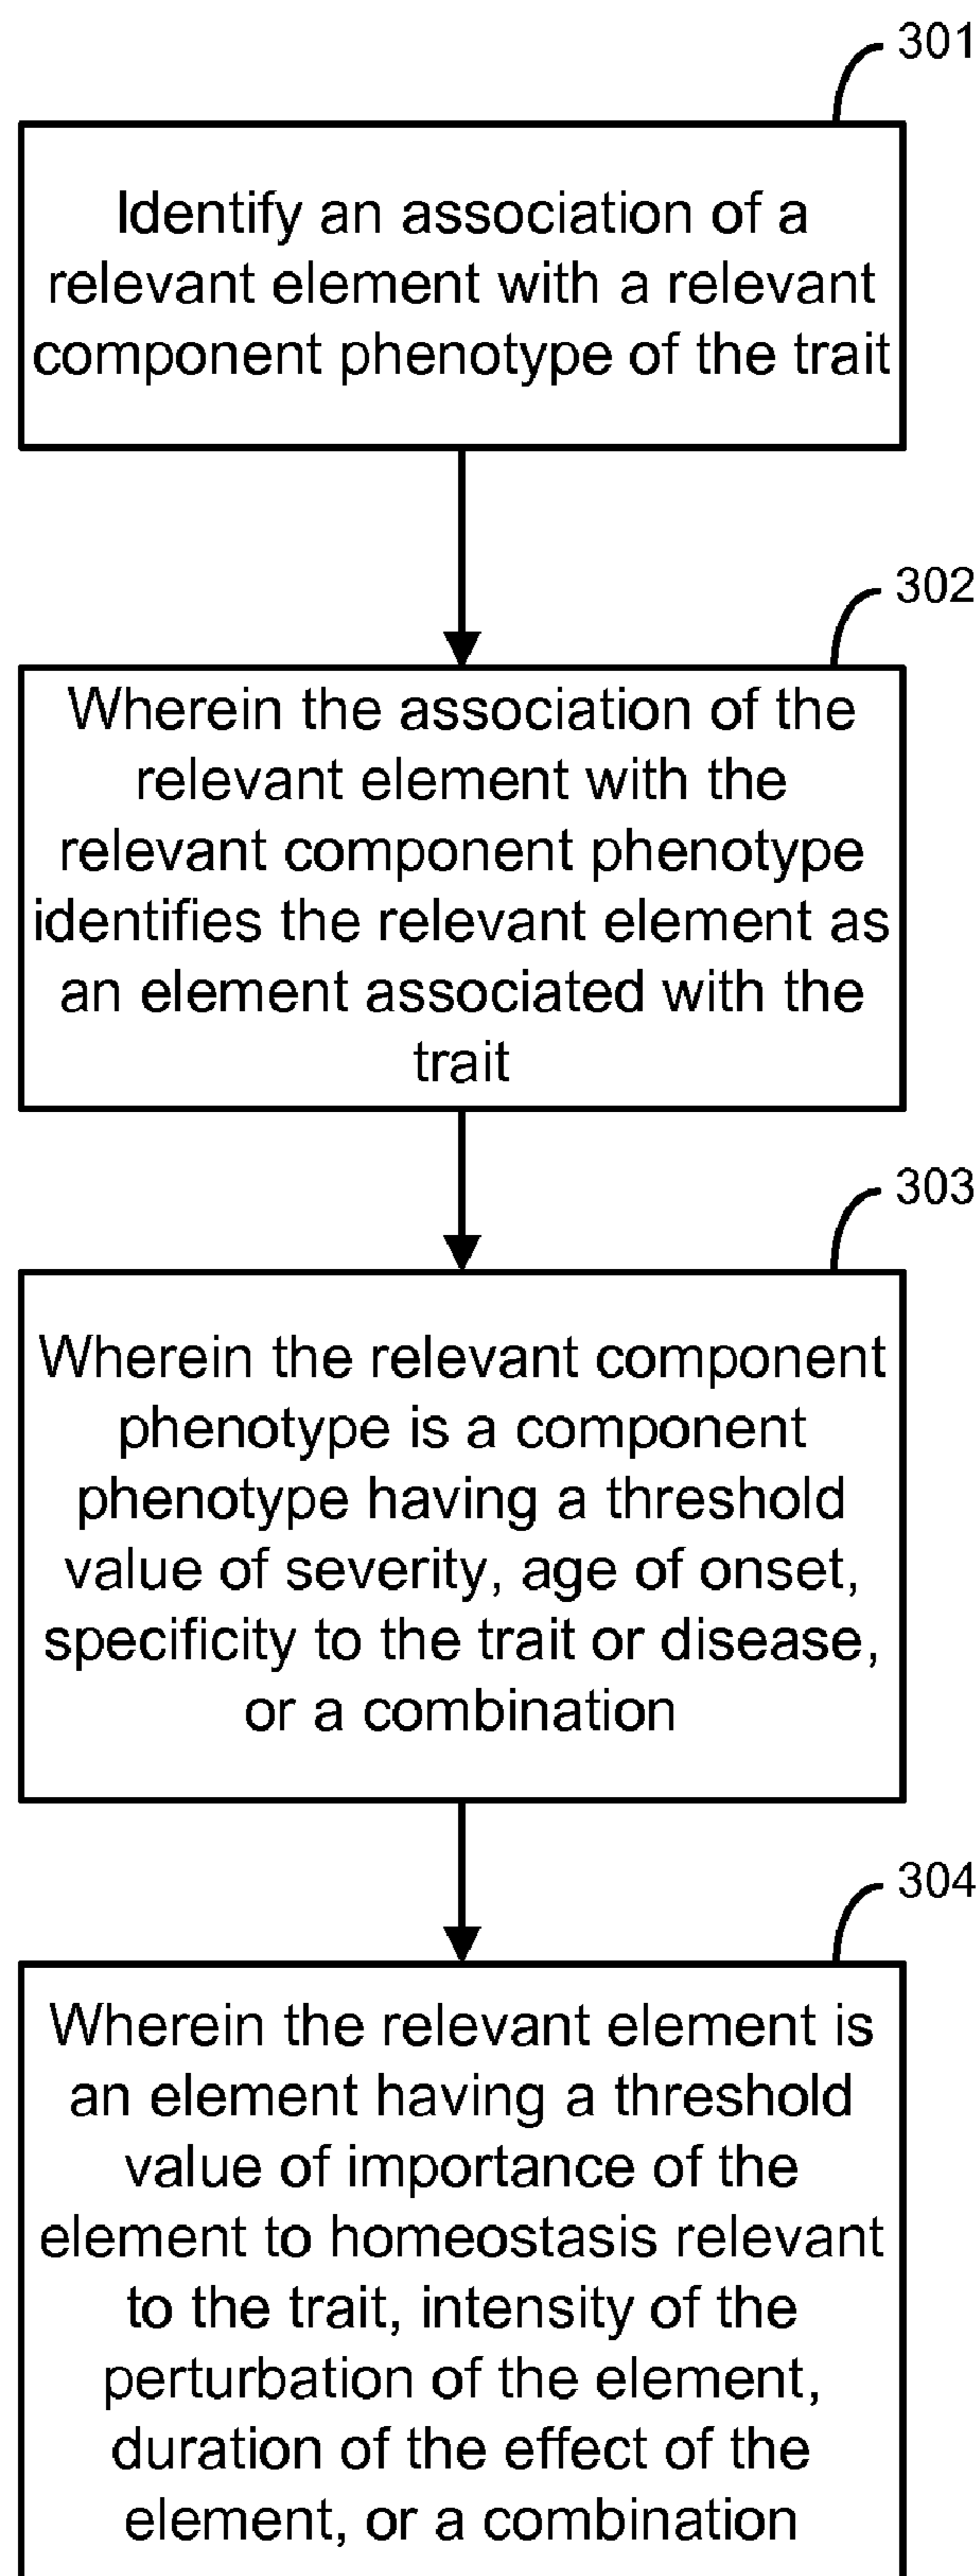 301
Identify an association of a
relevant element with a relevant
component phenotype of the trait
302
Wherein the association of the
relevant element with the
relevant component phenotype
identifies the relevant element as
an element associated with the
trait
303
Wherein the relevant component
phenotype is a component
phenotype having a threshold
value of severity, age of onset,
specificity to the trait or disease,
or a combination
304
Wherein the relevant element is
an element having a threshold
value of importance of the
element to homeostasis relevant
to the trait, intensity of the
perturbation of the element,
duration of the effect of the
element, or a combination